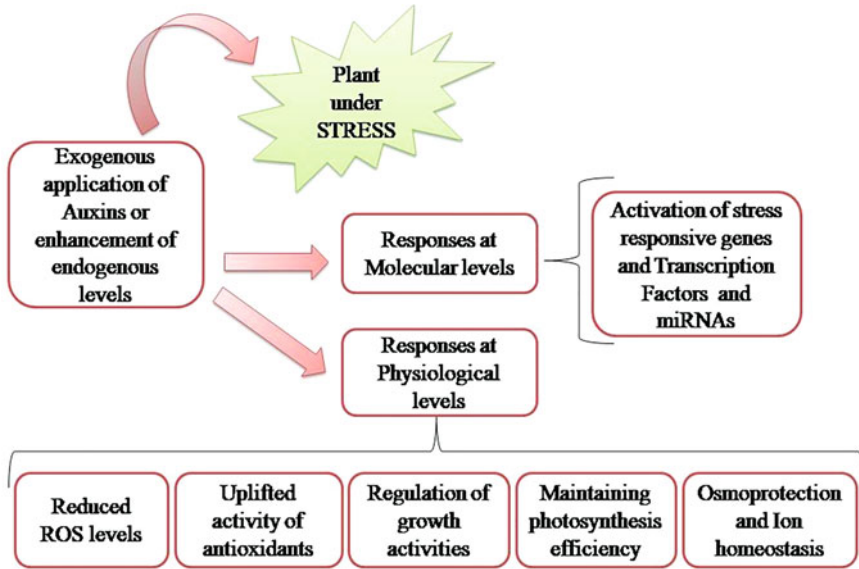 Plant
under
STRESS
Exogenous
application of
Auxins or
enhancement of
endogenous
levels
Responses at
Molecular levels
Activation of stress
responsive genes
and Transcription
Factors and
miRNAs
Responses at
Physiological
levels
Reduced
ROS levels
Uplifted
activity of
antioxidants
Regulation of
growth
activities
Maintaining
photosynthesis
efficiency
Osmoprotection
and Ion
homeostasis